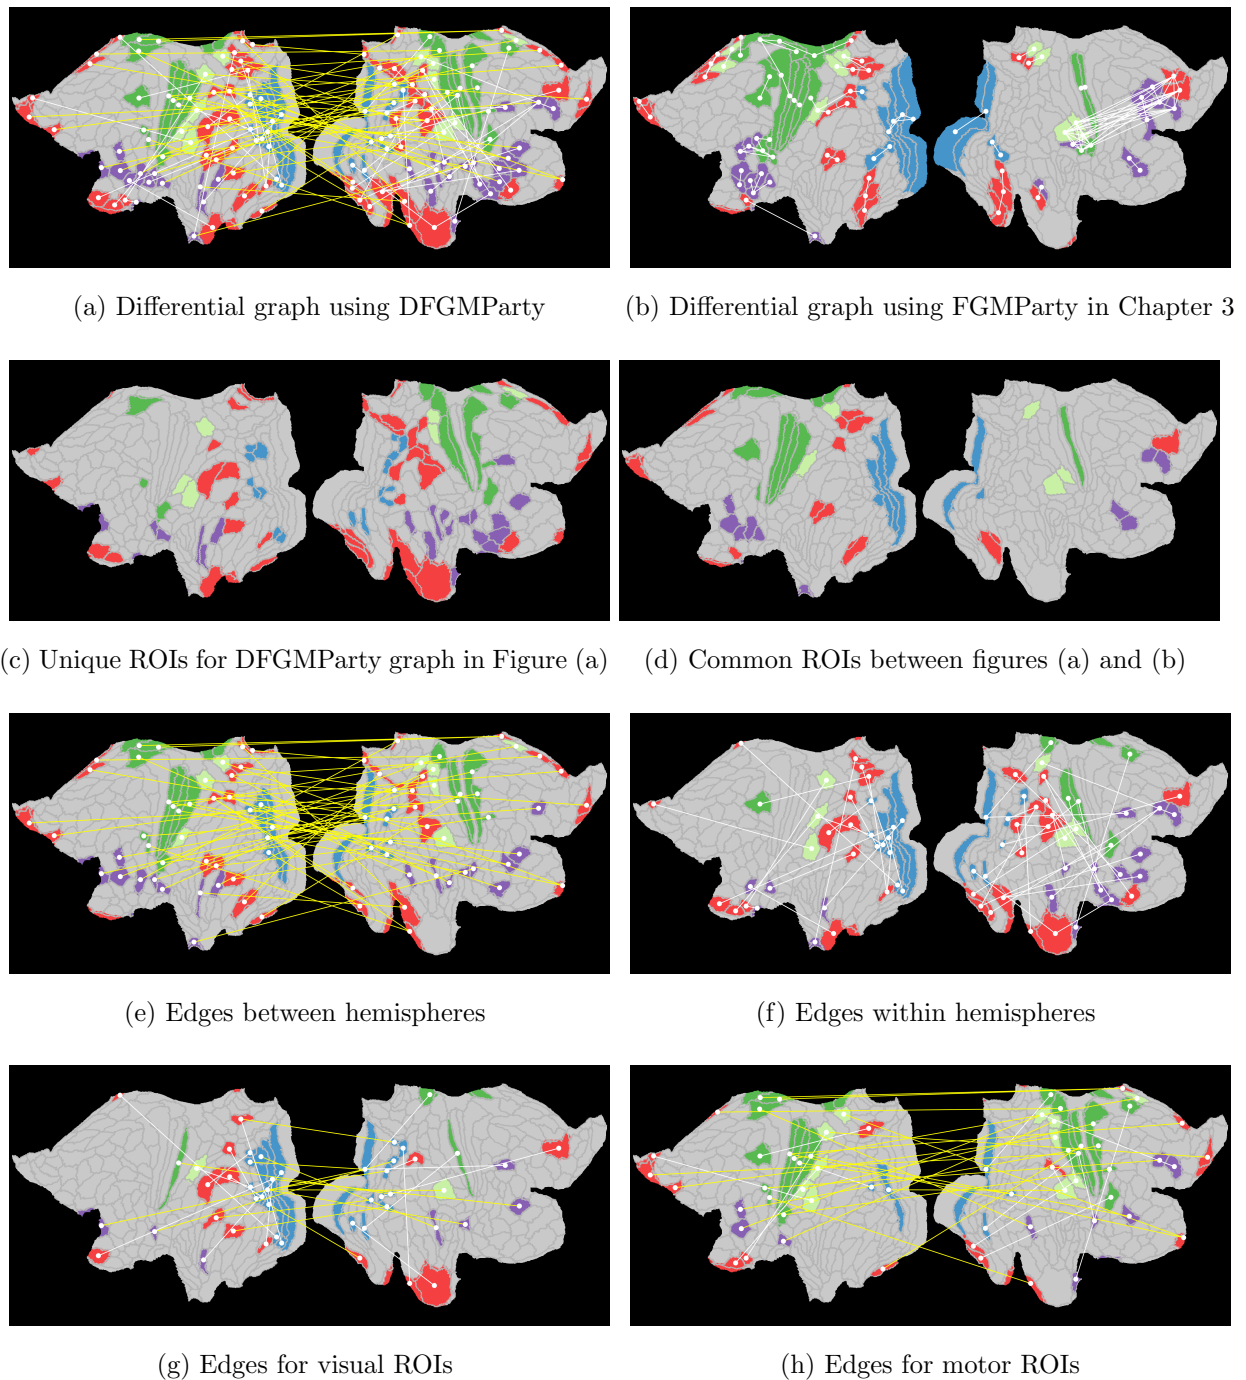 (a) Differential graph using DFGMParty
(b) Differential graph using FGMParty in Chapter 3
(c) Unique ROIs for DFGMParty graph in Figure (a)
(d) Common ROIs between figures (a) and (b)
(e) Edges between hemispheres
(f) Edges within hemispheres
(g) Edges for visual ROIs
(h) Edges for motor ROIs